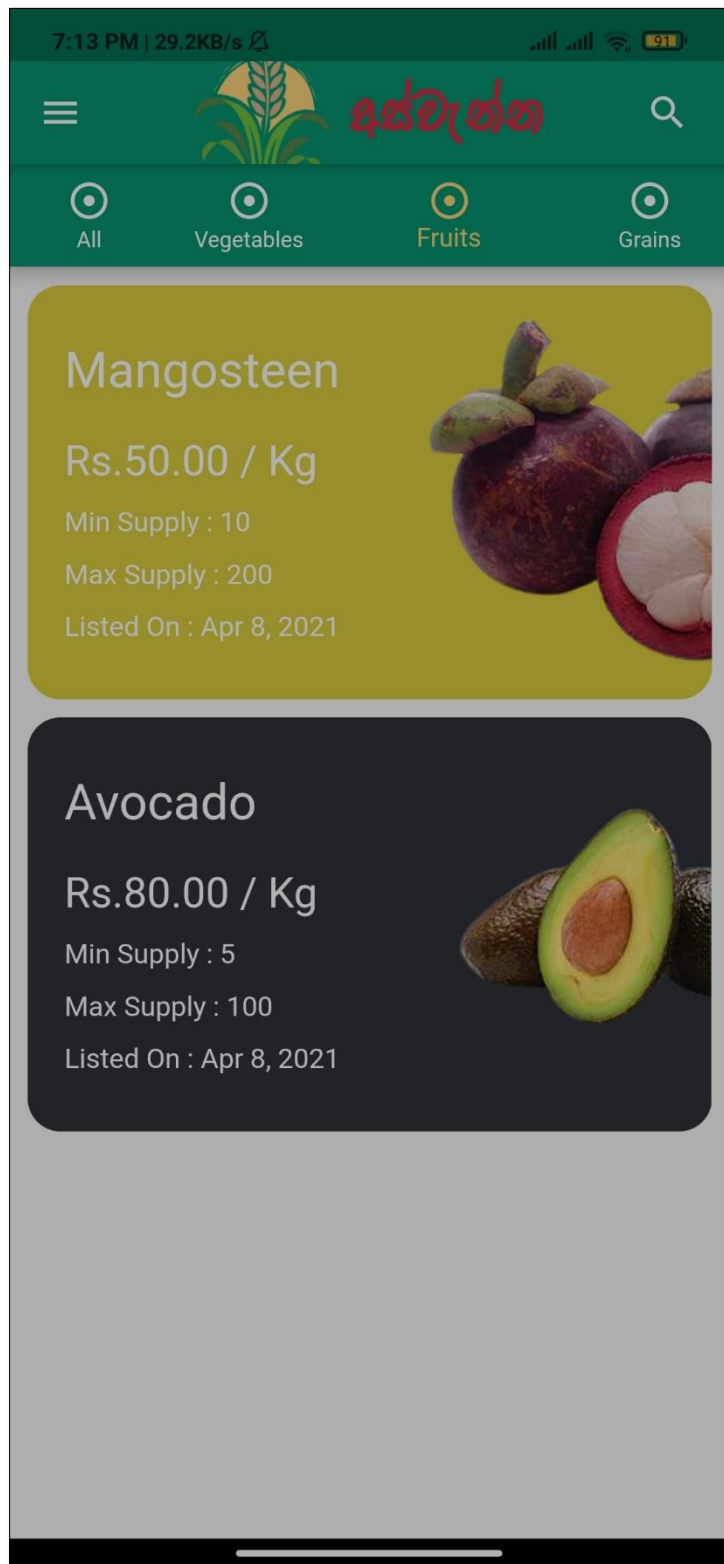 7:13 PM | 29.2KB/s
91
අස්වැන්න
All
Vegetables
Fruits
Grains
Mangosteen
Rs.50.00 / Kg
Min Supply : 10
Max Supply : 200
Listed On : Apr 8, 2021
Avocado
Rs.80.00 / Kg
Min Supply : 5
Max Supply : 100
Listed On : Apr 8, 2021